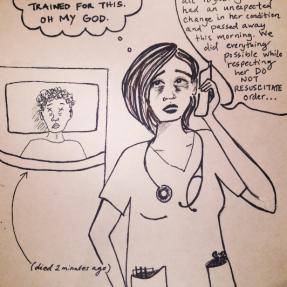 TRAINED FOR THIS.
OH MY GOD.
had an unexpected
change in her condition
and passed away
this morning. We
did everything
possible while
respecting
her DO
NOT
RESUSCITATE
order...
(died 2 minutes ago)